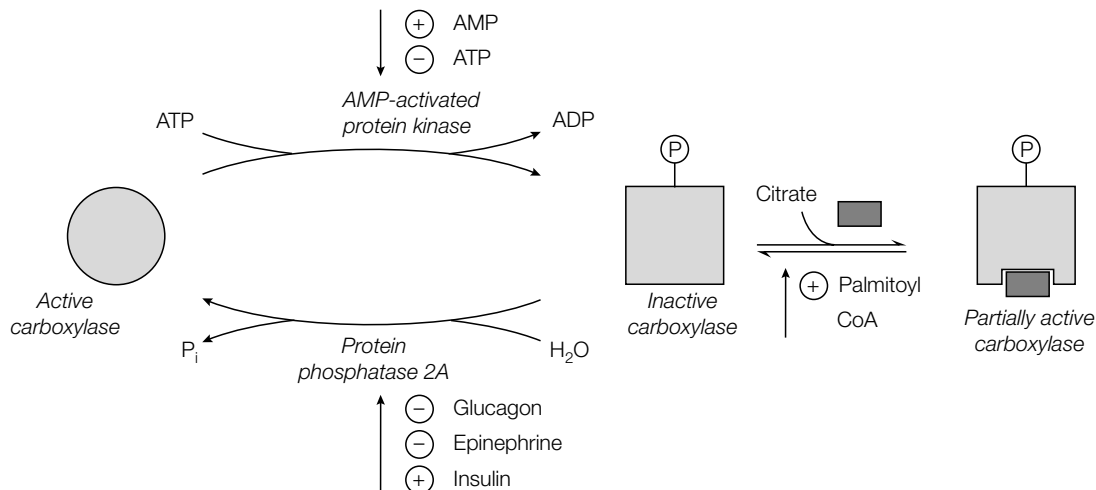 + AMP
− ATP
AMP-activated
protein kinase
ATP
ADP
P
P
Citrate
Active
carboxylase
Inactive
carboxylase
+ Palmitoyl
CoA
Partially active
carboxylase
Pi
H2O
Protein
phosphatase 2A
− Glucagon
− Epinephrine
+ Insulin